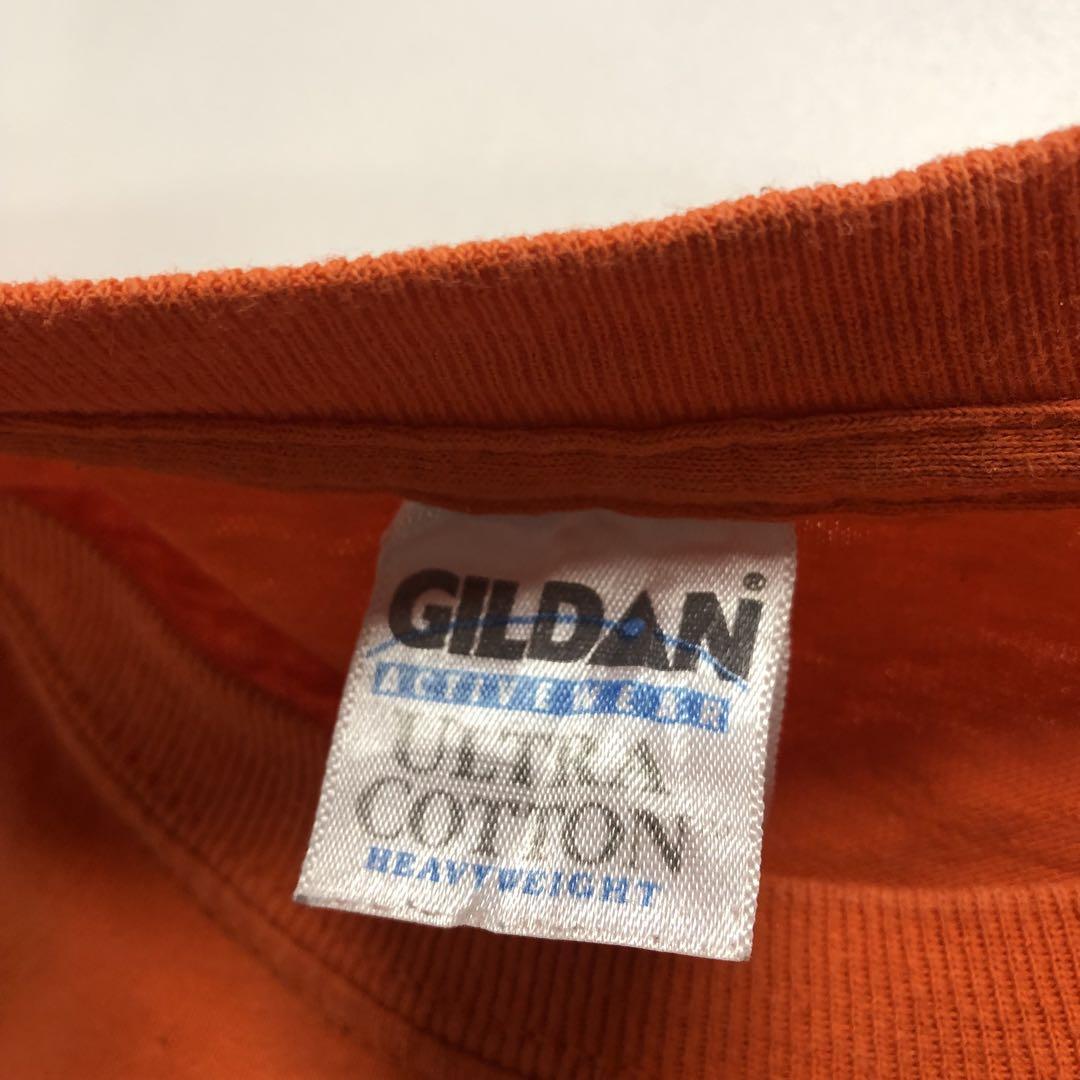 GILDAN®
ACTIVEWEAR
ULTRA
COTTON
HEAVYWEIGHT